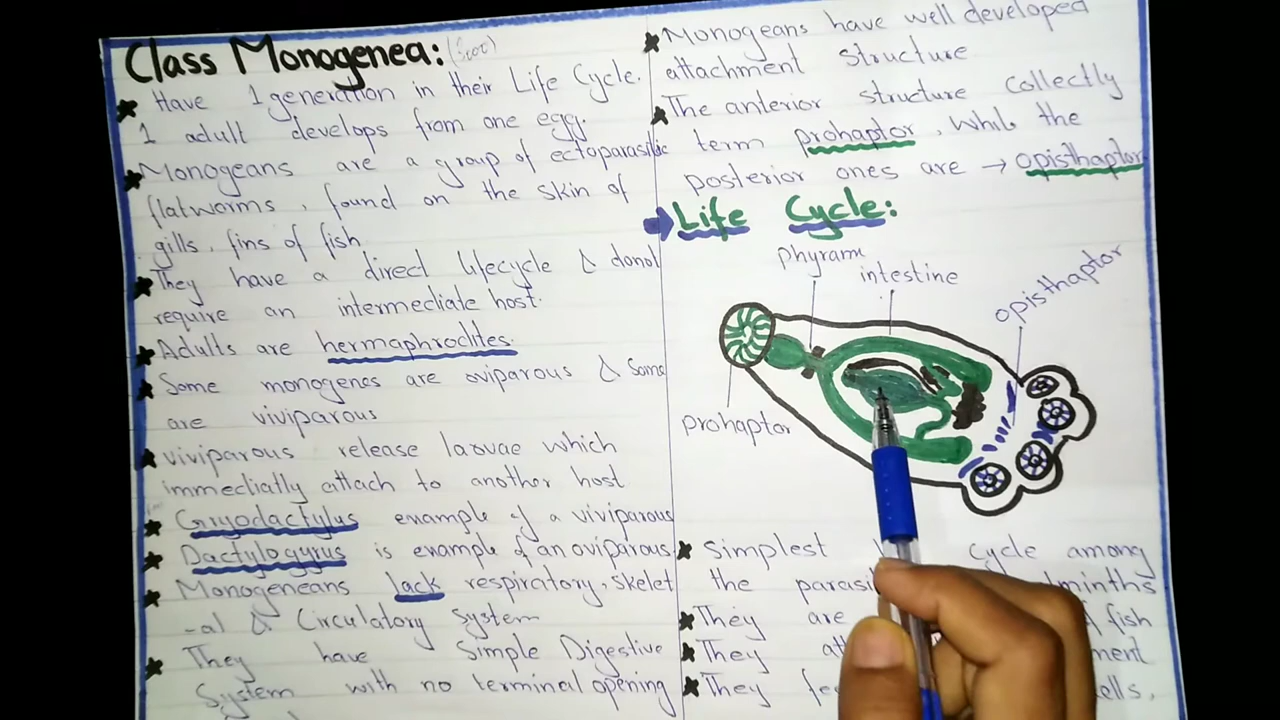 Class Monogenea:
Have 1 generation in their Life Cycle.
1 adult develops from one egg.
Monogeans are a group of ectoparasitic
flatworms, found on the skin of
gills, fins of fish
They have a direct lifecycle & donot
require an intermediate host.
Adults are hermaphroclites.
Some monogenes are oviparous & Some
are viviparous
viviparous release larvae which
immedially attach to another host
Gryodactylus example of a viviparous
Dactylogyrus is example of an oviparous
Monogeneans lack respiratory, skelet
-al & Circulatory System
They have Simple Digestive
System with no terminal opening
Monogeans have well developed
attachment Structure
The anterior structure collectly
term prohaptor, While the
posterior ones are → opisthaptor
Life Cycle:
phyranx
intestine
opisthaptor
prohaptor
Simplest cycle among
the
They are fish
They
They